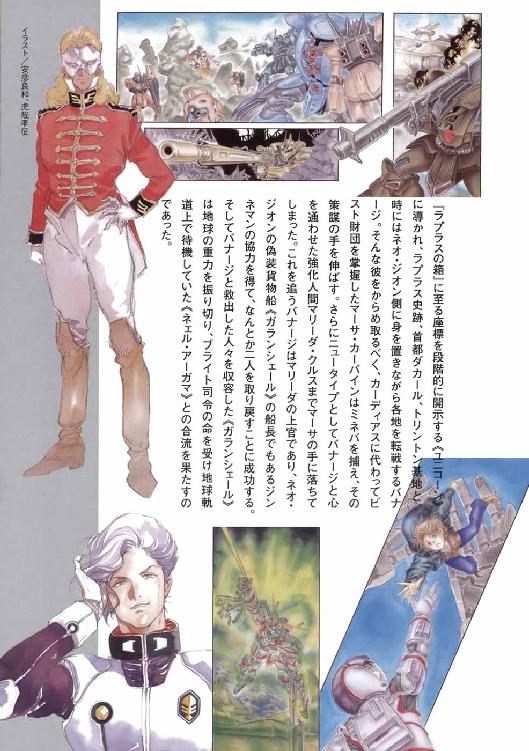 イラスト／安彦良和・虎哉孝征
『ラプラスの箱』に至る座標を段階的に開示する《ユニコーン》
に導かれ、ラプラス史跡、首都ダカール、トリントン基地と、
時にはネオ・ジオン側に身を置きながら各地を転戦するバナ
ージ。そんな彼をからめ取るべく、カーディアスに代わってビ
スト財団を掌握したマーサ・カーバインはミネバを捕え、その
策謀の手を伸ばす。さらにニュータイプとしてバナージと心
を通わせた強化人間マリーダ・クルスまでマーサの手に落ちて
しまった。これを追うバナージはマリーダの上官であり、ネオ・
ジオンの偽装貨物船《ガランシェール》の船長でもあるジン
ネマンの協力を得て、なんとか二人を取り戻すことに成功する。
そしてバナージと救出した人々を収容した《ガランシェール》
は地球の重力を振り切り、ブライト司令の命を受け地球軌
道上で待機していた《ネェル・アーガマ》との合流を果たすの
であった。